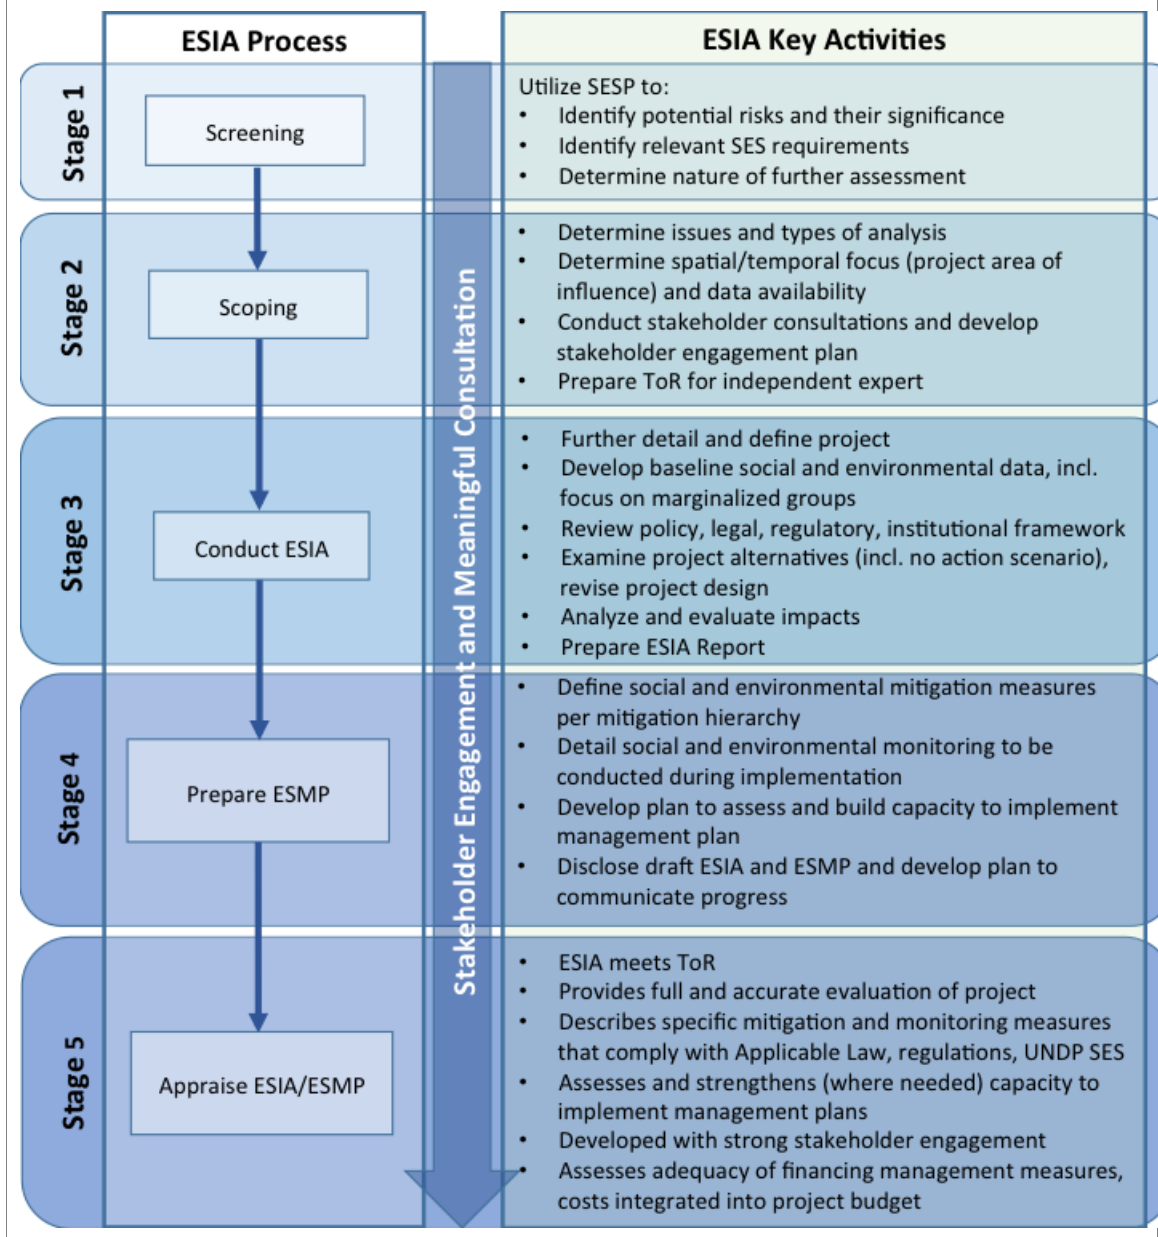 ESIA Process
ESIA Key Activities
Stage 1
Screening
Utilize SESP to:
• Identify potential risks and their significance
• Identify relevant SES requirements
• Determine nature of further assessment
Stage 2
Scoping
• Determine issues and types of analysis
• Determine spatial/temporal focus (project area of
influence) and data availability
• Conduct stakeholder consultations and develop
stakeholder engagement plan
• Prepare ToR for independent expert
Stakeholder Engagement and Meaningful Consultation
Stage 3
Conduct ESIA
• Further detail and define project
• Develop baseline social and environmental data, incl.
focus on marginalized groups
• Review policy, legal, regulatory, institutional framework
• Examine project alternatives (incl. no action scenario),
revise project design
• Analyze and evaluate impacts
• Prepare ESIA Report
Stage 4
Prepare ESMP
• Define social and environmental mitigation measures
per mitigation hierarchy
• Detail social and environmental monitoring to be
conducted during implementation
• Develop plan to assess and build capacity to implement
management plan
• Disclose draft ESIA and ESMP and develop plan to
communicate progress
Stage 5
Appraise ESIA/ESMP
• ESIA meets ToR
• Provides full and accurate evaluation of project
• Describes specific mitigation and monitoring measures
that comply with Applicable Law, regulations, UNDP SES
• Assesses and strengthens (where needed) capacity to
implement management plans
• Developed with strong stakeholder engagement
• Assesses adequacy of financing management measures,
costs integrated into project budget